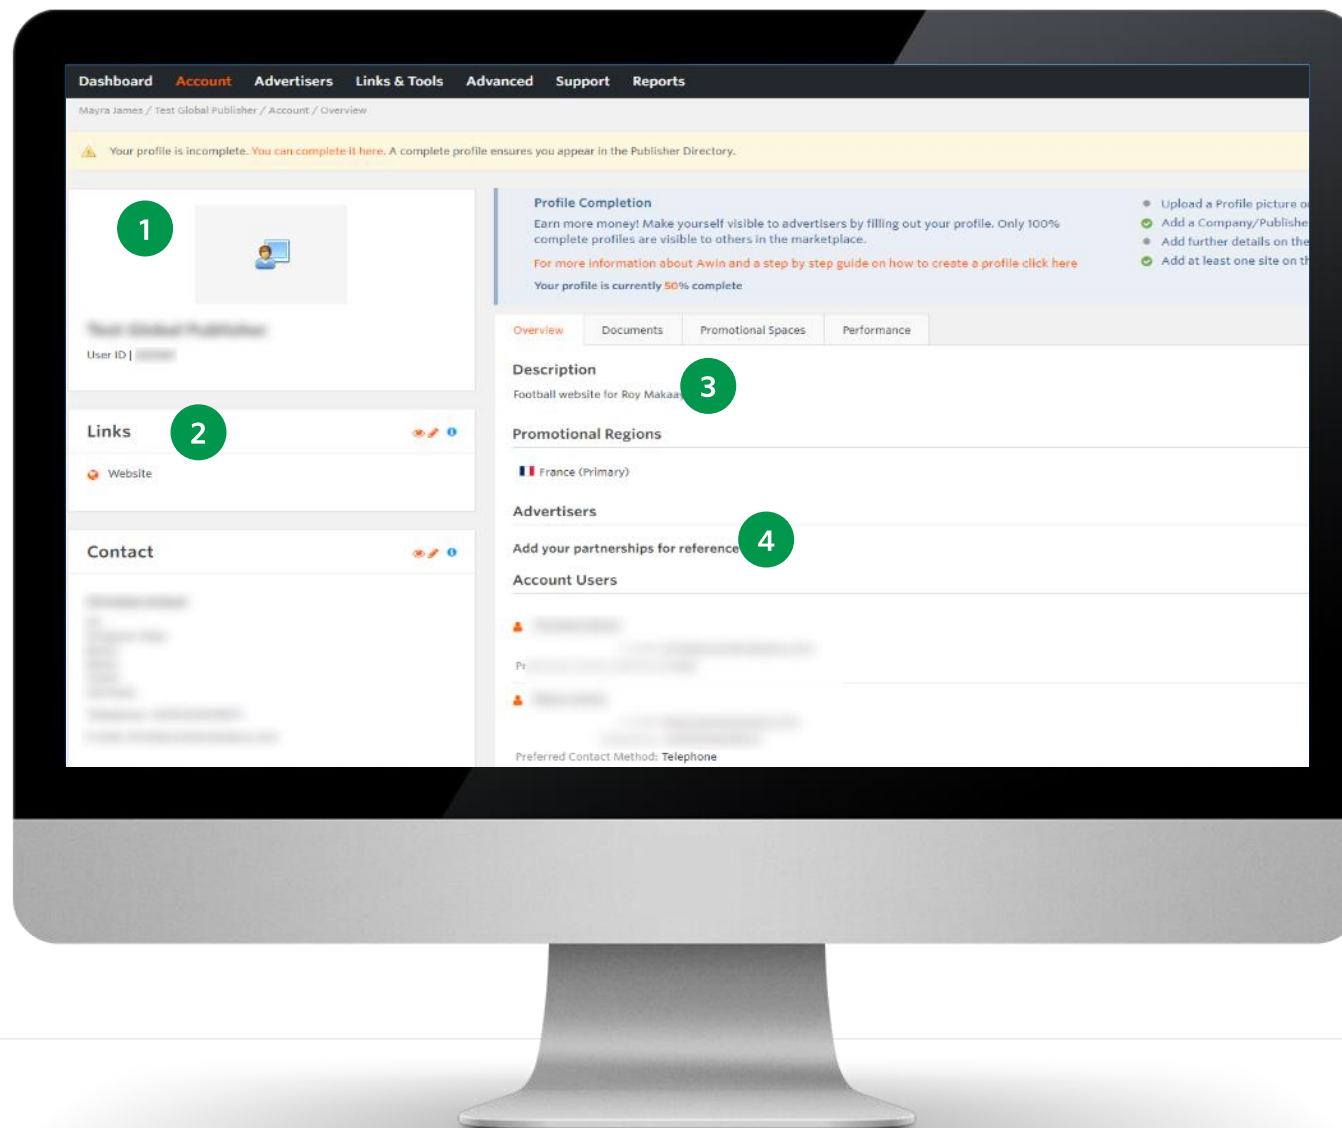 Dashboard Account Advertisers Links & Tools Advanced Support Reports
Mayra James / Test Global Publisher / Account / Overview
Your profile is incomplete. You can complete it here. A complete profile ensures you appear in the Publisher Directory.
1
User ID |
Links
2
Website
Contact
Profile Completion
Earn more money! Make yourself visible to advertisers by filling out your profile. Only 100%
complete profiles are visible to others in the marketplace.
For more information about Awin and a step by step guide on how to create a profile click here
Your profile is currently 50% complete
Upload a Profile picture
Add a Company/Publishe
Add further details on the
Add at least one site on
Overview Documents Promotional Spaces Performance
Description
3
Football website for Roy Makaay
Promotional Regions
France (Primary)
Advertisers
Add your partnerships for reference
4
Account Users
Preferred Contact Method: Telephone